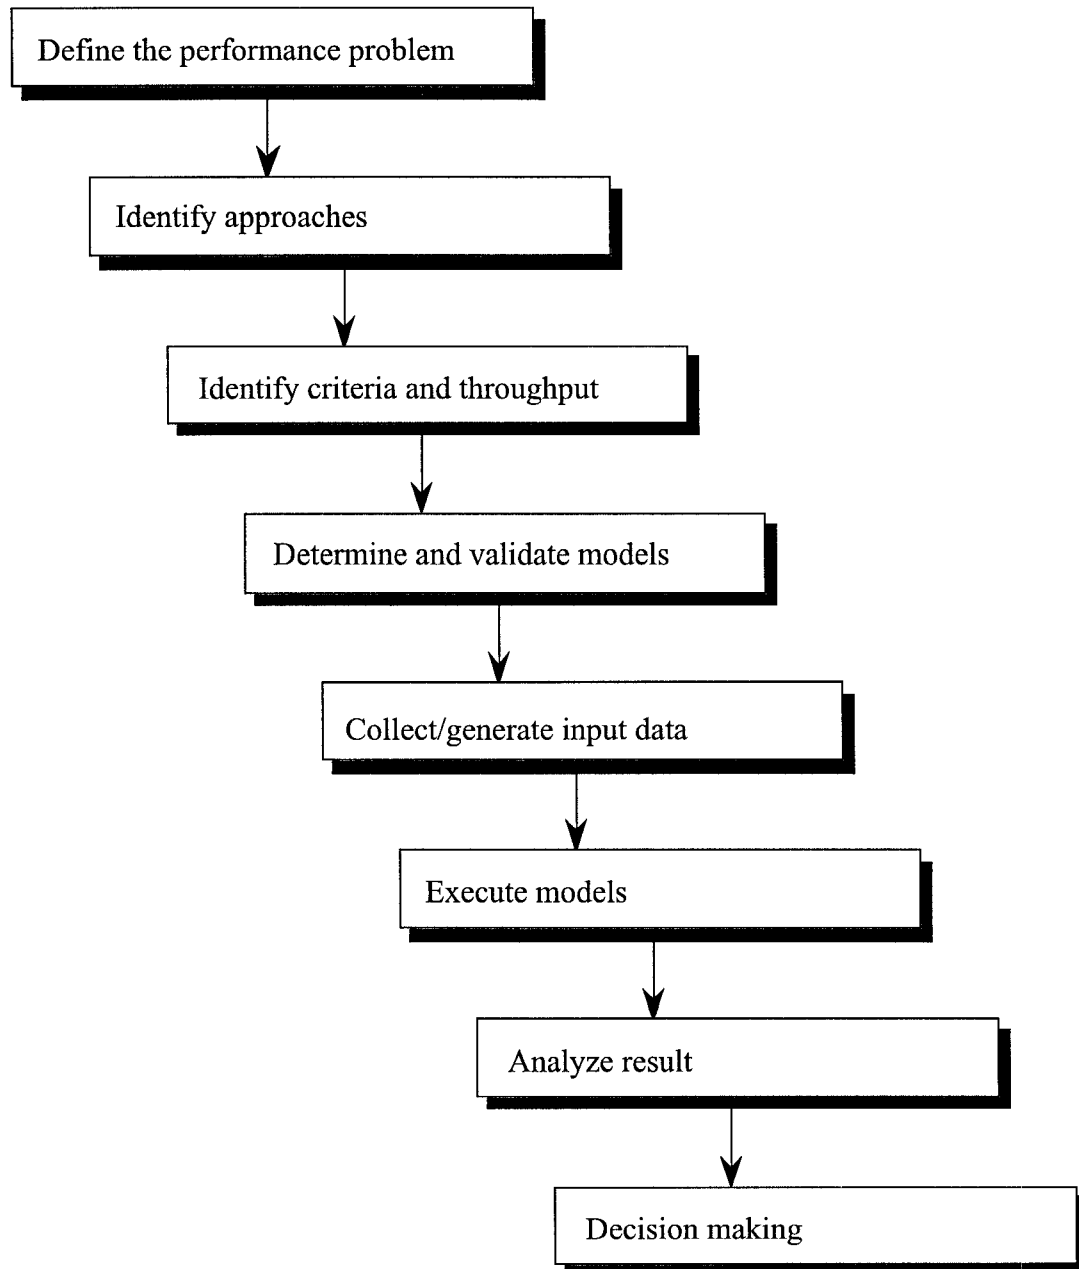 Define the performance problem
Identify approaches
Identify criteria and throughput
Determine and validate models
Collect/generate input data
Execute models
Analyze result
Decision making